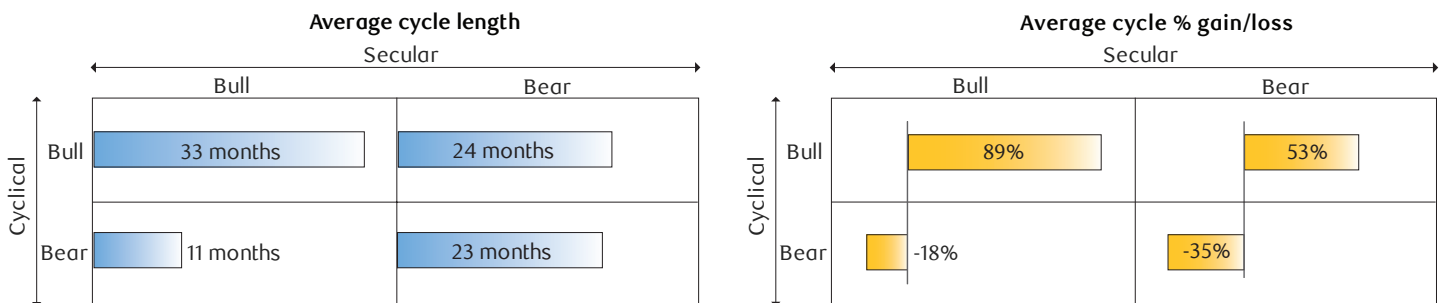 Average cycle length
Secular
Bull Bear
Cyclical
Bull 33 months 24 months
Bear 11 months 23 months
Average cycle % gain/loss
Secular
Bull Bear
Cyclical
Bull 89% 53%
Bear -18% -35%